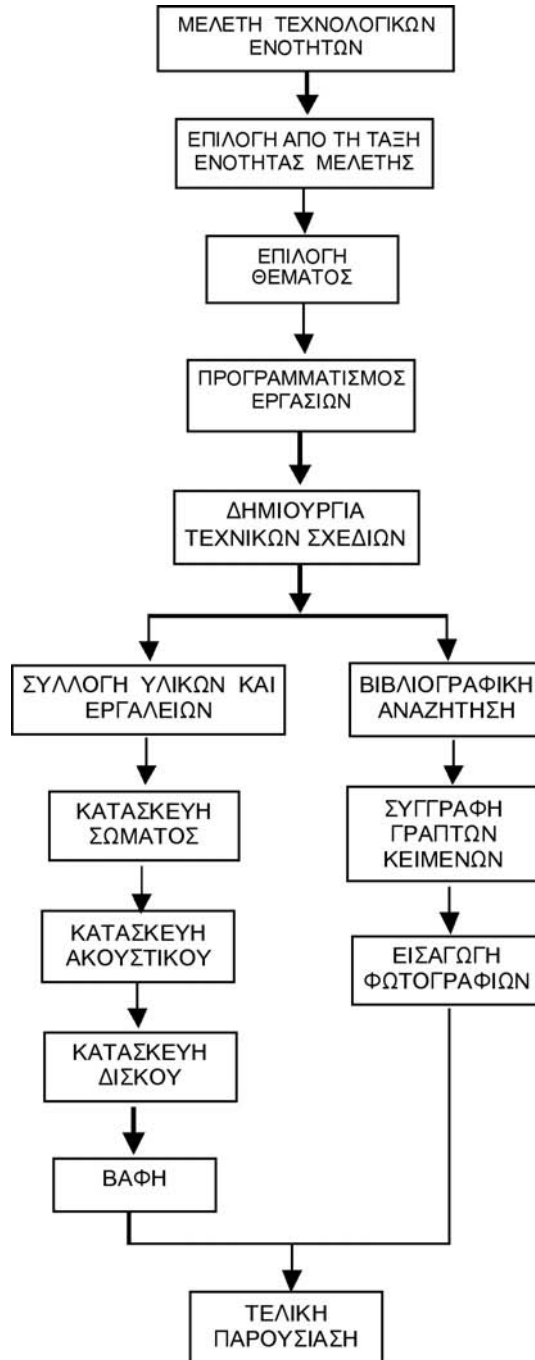 ΜΕΛΕΤΗ ΤΕΧΝΟΛΟΓΙΚΩΝ
ΕΝΟΤΗΤΩΝ
ΕΠΙΛΟΓΗ ΑΠΟ ΤΗ ΤΑΞΗ
ΕΝΟΤΗΤΑΣ ΜΕΛΕΤΗΣ
ΕΠΙΛΟΓΗ
ΘΕΜΑΤΟΣ
ΠΡΟΓΡΑΜΜΑΤΙΣΜΟΣ
ΕΡΓΑΣΙΩΝ
ΔΗΜΙΟΥΡΓΙΑ
ΤΕΧΝΙΚΩΝ ΣΧΕΔΙΩΝ
ΣΥΛΛΟΓΗ ΥΛΙΚΩΝ ΚΑΙ
ΕΡΓΑΛΕΙΩΝ
ΚΑΤΑΣΚΕΥΗ
ΣΩΜΑΤΟΣ
ΚΑΤΑΣΚΕΥΗ
ΑΚΟΥΣΤΙΚΟΥ
ΚΑΤΑΣΚΕΥΗ
ΔΙΣΚΟΥ
ΒΑΦΗ
ΒΙΒΛΙΟΓΡΑΦΙΚΗ
ΑΝΑΖΗΤΗΣΗ
ΣΥΓΓΡΑΦΗ
ΓΡΑΠΤΩΝ
ΚΕΙΜΕΝΩΝ
ΕΙΣΑΓΩΓΗ
ΦΩΤΟΓΡΑΦΙΩΝ
ΤΕΛΙΚΗ
ΠΑΡΟΥΣΙΑΣΗ